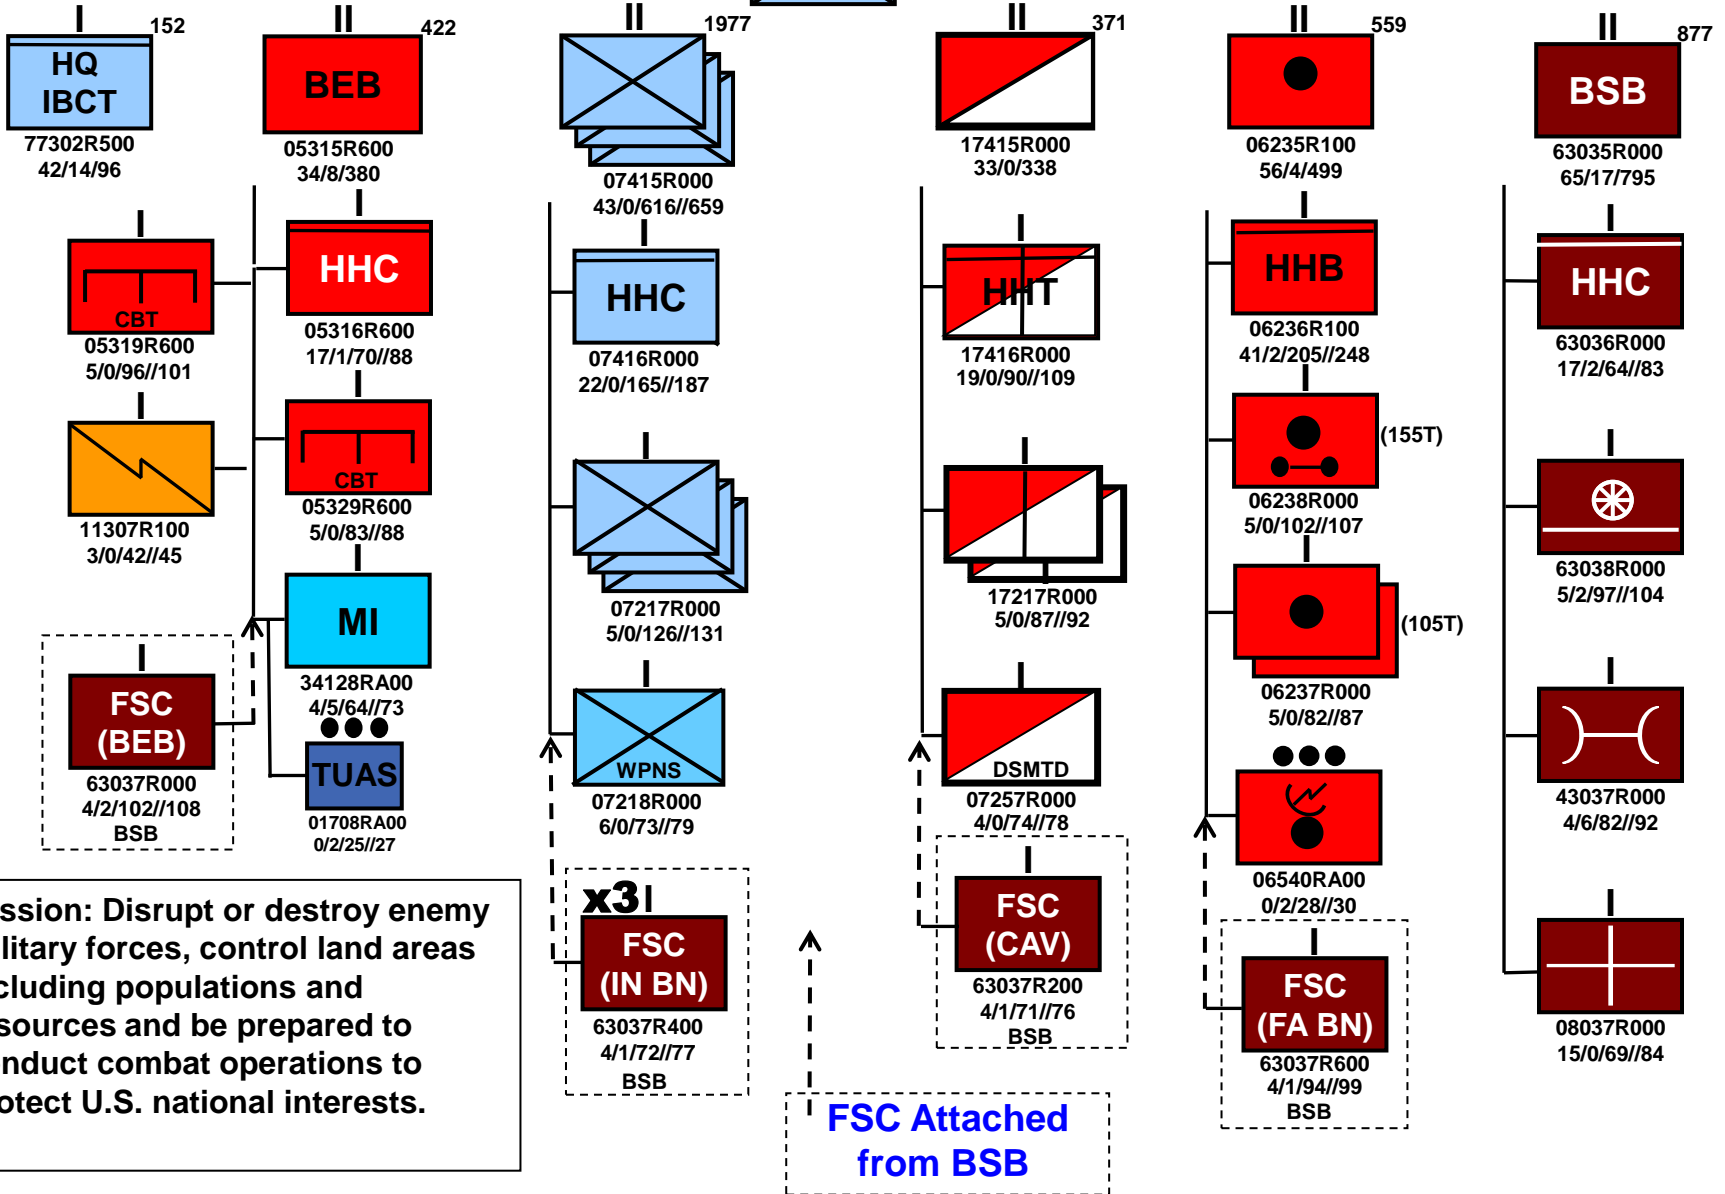 152
HQ
IBCT
77302R500
42/14/96
422
BEB
05315R600
34/8/380
CBT
05319R600
5/0/96//101
11307R100
3/0/42//45
FSC
(BEB)
63037R000
4/2/102//108
BSB
HHC
05316R600
17/1/70//88
CBT
05329R600
5/0/83//88
MI
34128RA00
4/5/64//73
TUAS
01708RA00
0/2/25//27
1977
07415R000
43/0/616//659
HHC
07416R000
22/0/165//187
07217R000
5/0/126//131
WPNS
07218R000
6/0/73//79
x3
FSC
(IN BN)
63037R400
4/1/72//77
BSB
371
17415R000
33/0/338
HHT
17416R000
19/0/90//109
17217R000
5/0/87//92
DSMTD
07257R000
4/0/74//78
FSC
(CAV)
63037R200
4/1/71//76
BSB
559
06235R100
56/4/499
HHB
06236R100
41/2/205//248
(155T)
06238R000
5/0/102//107
(105T)
06237R000
5/0/82//87
06540RA00
0/2/28//30
FSC
(FA BN)
63037R600
4/1/94//99
BSB
877
BSB
63035R000
65/17/795
HHC
63036R000
17/2/64//83
63038R000
5/2/97//104
43037R000
4/6/82//92
08037R000
15/0/69//84
ssion: Disrupt or destroy enemy
litary forces, control land areas
cluding populations and
sources and be prepared to
nduct combat operations to
otect U.S. national interests.
FSC Attached
from BSB